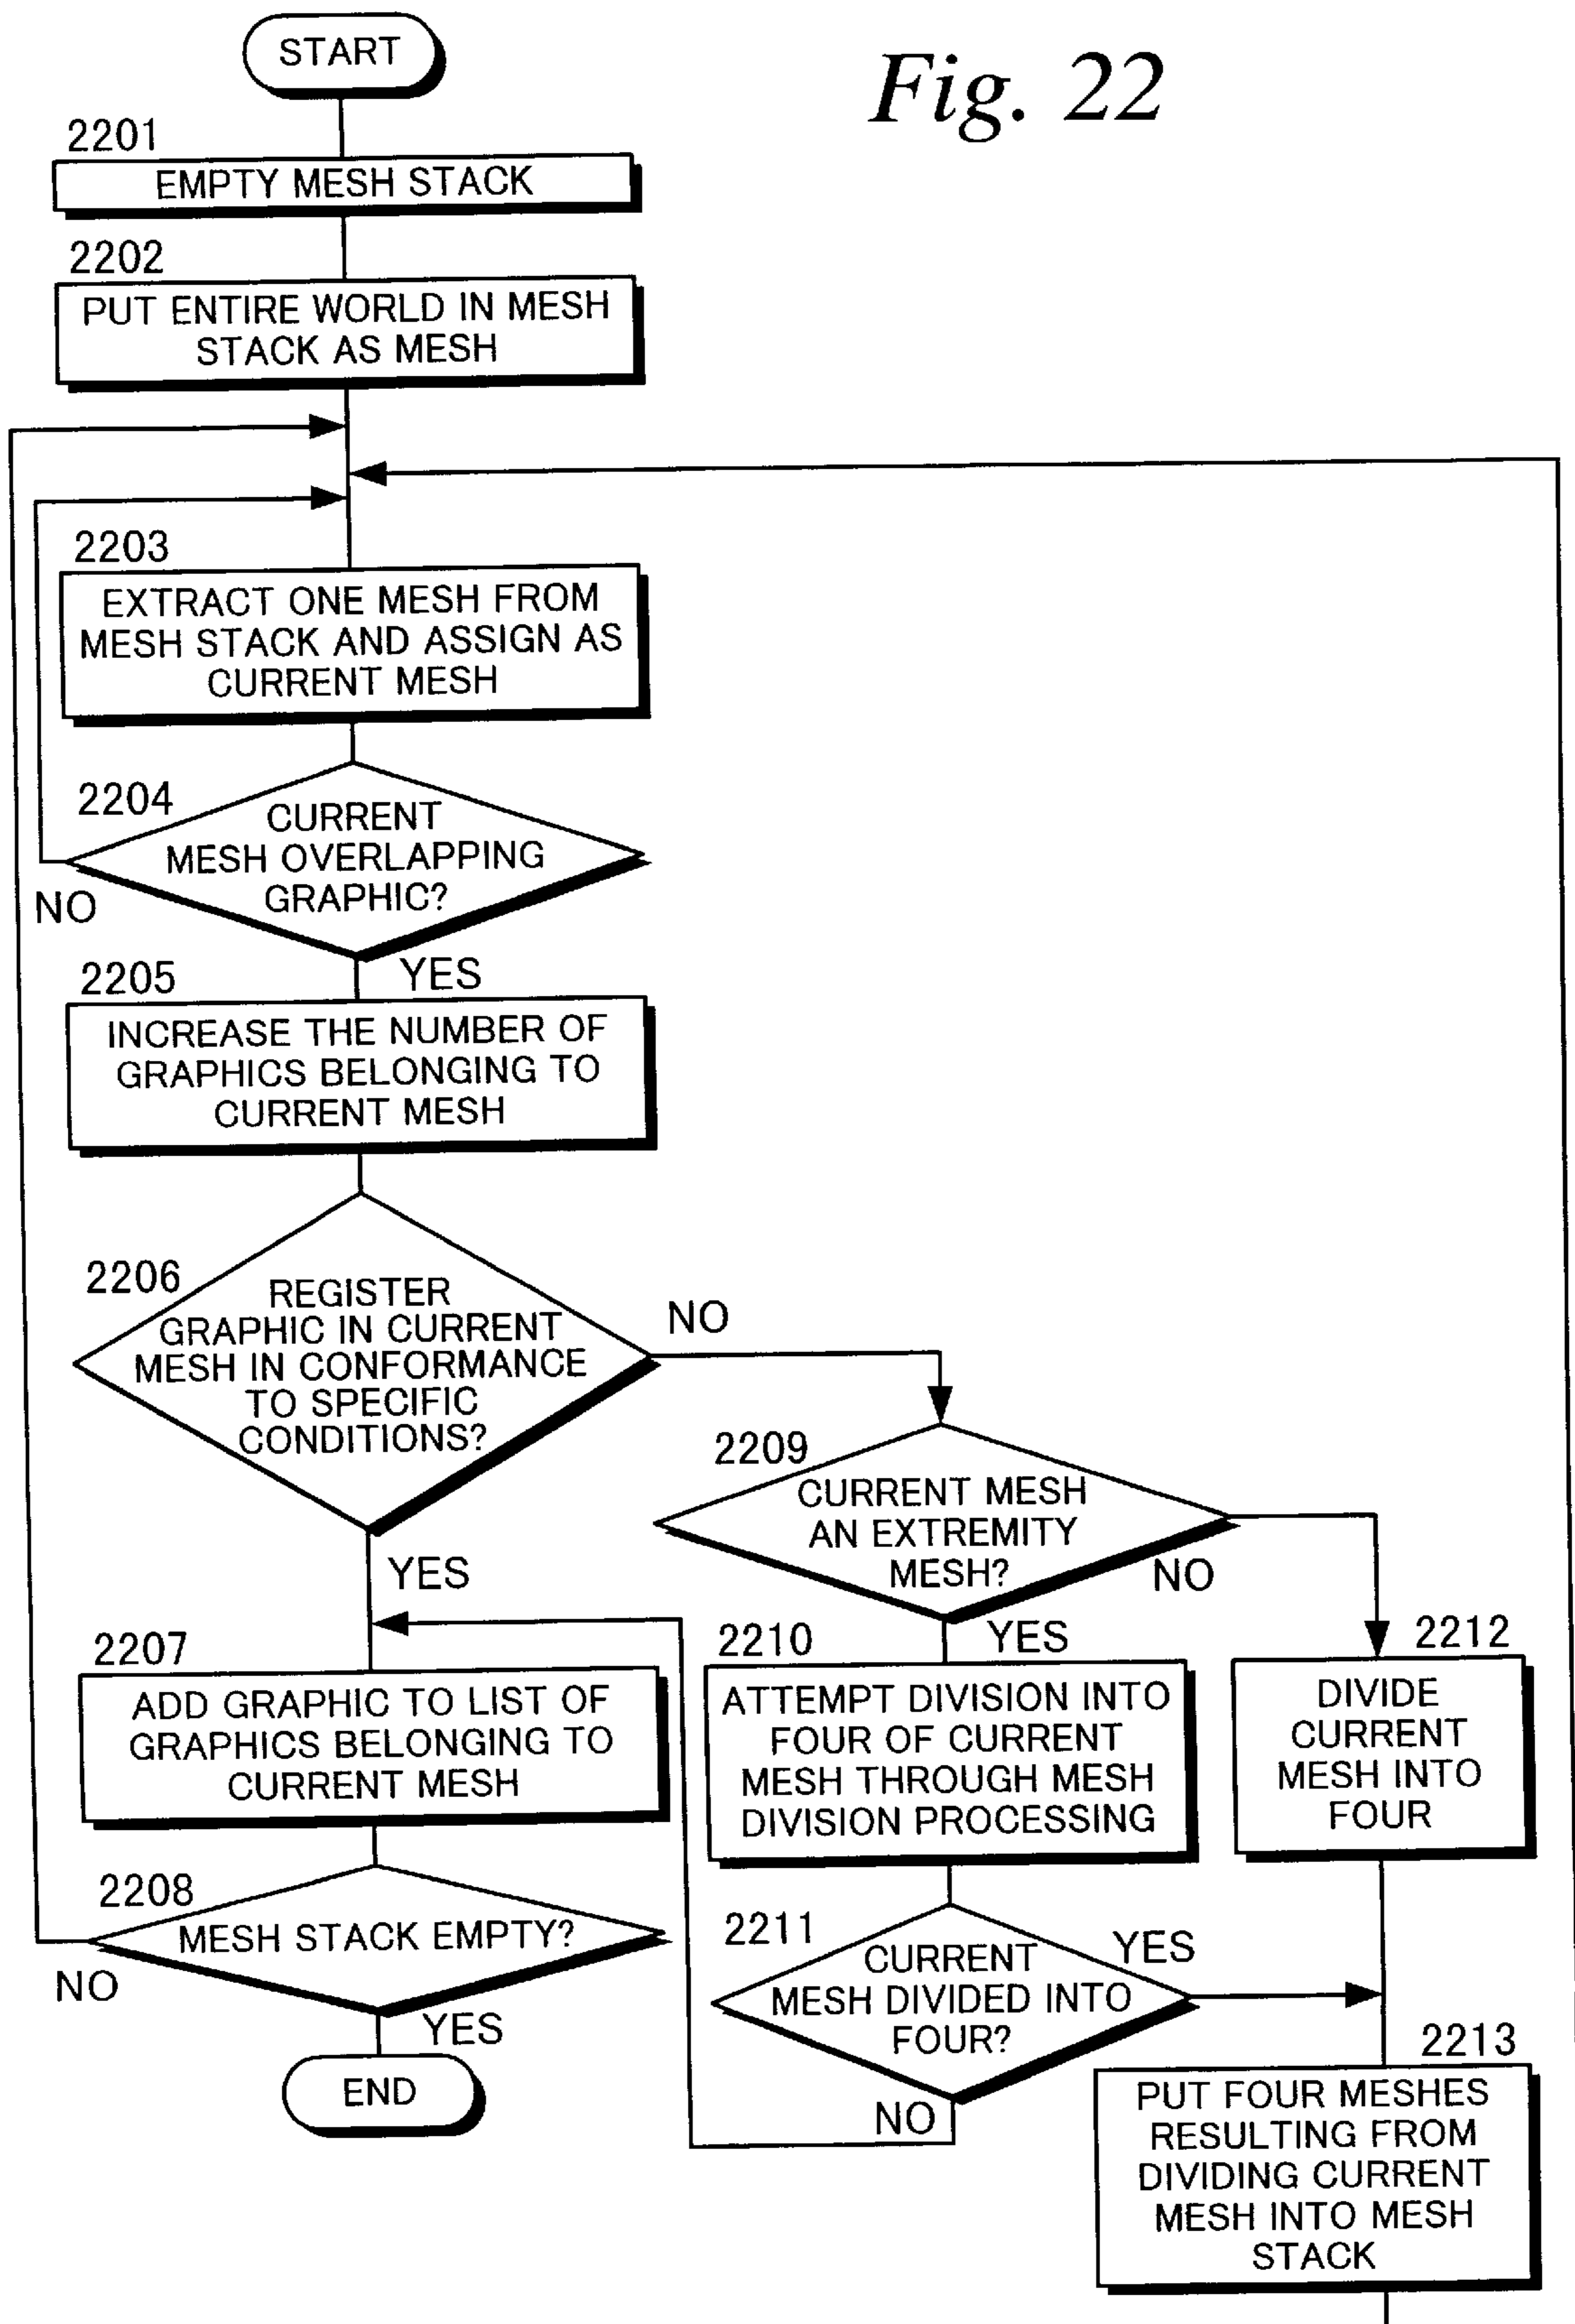 START
Fig. 22
2201
EMPTY MESH STACK
2202
PUT ENTIRE WORLD IN MESH
STACK AS MESH
2203
EXTRACT ONE MESH FROM
MESH STACK AND ASSIGN AS
CURRENT MESH
2204
CURRENT
MESH OVERLAPPING
GRAPHIC?
NO
YES
2205
INCREASE THE NUMBER OF
GRAPHICS BELONGING TO
CURRENT MESH
2206
REGISTER
GRAPHIC IN CURRENT
MESH IN CONFORMANCE
TO SPECIFIC
CONDITIONS?
NO
YES
2209
CURRENT MESH
AN EXTREMITY
MESH?
NO
YES
2207
ADD GRAPHIC TO LIST OF
GRAPHICS BELONGING TO
CURRENT MESH
2210
ATTEMPT DIVISION INTO
FOUR OF CURRENT
MESH THROUGH MESH
DIVISION PROCESSING
2212
DIVIDE
CURRENT
MESH INTO
FOUR
2208
MESH STACK EMPTY?
NO
YES
END
2211
CURRENT
MESH DIVIDED INTO
FOUR?
YES
NO
2213
PUT FOUR MESHES
RESULTING FROM
DIVIDING CURRENT
MESH INTO MESH
STACK